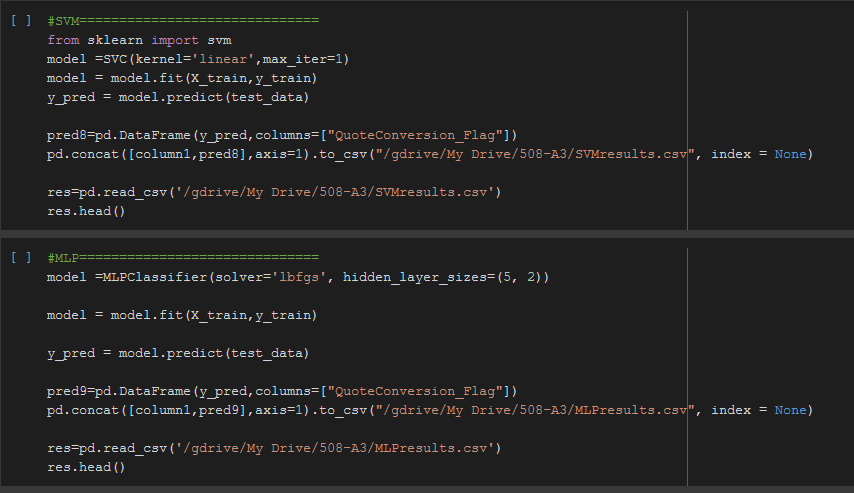 [ ] #SVM==============================
from sklearn import svm
model =SVC(kernel='linear',max_iter=1)
model = model.fit(X_train,y_train)
y_pred = model.predict(test_data)
pred8=pd.DataFrame(y_pred,columns=["QuoteConversion_Flag"])
pd.concat([column1,pred8],axis=1).to_csv("/gdrive/My Drive/508-A3/SVMresults.csv", index = None)
res=pd.read_csv('/gdrive/My Drive/508-A3/SVMresults.csv')
res.head()
[ ] #MLP==============================
model =MLPClassifier(solver='lbfgs', hidden_layer_sizes=(5, 2))
model = model.fit(X_train,y_train)
y_pred = model.predict(test_data)
pred9=pd.DataFrame(y_pred,columns=["QuoteConversion_Flag"])
pd.concat([column1,pred9],axis=1).to_csv("/gdrive/My Drive/508-A3/MLPresults.csv", index = None)
res=pd.read_csv('/gdrive/My Drive/508-A3/MLPresults.csv')
res.head()